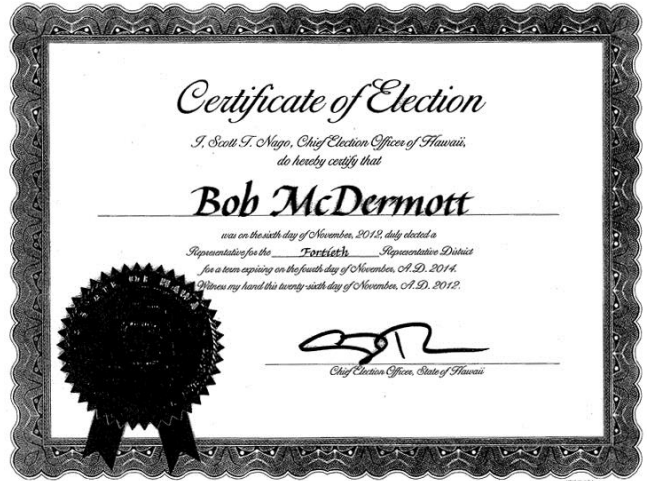 Certificate of Election
I, Scott T. Nago, Chief Election Officer of Hawaii,
do hereby certify that
Bob McDermott
was on the sixth day of November, 2012, duly elected a
Representative for the Fortieth Representative District
for a term expiring on the fourth day of November, A.D. 2014.
Witness my hand this twenty-sixth day of November, A.D. 2012.
STATE OF HAWAII
Chief Election Officer, State of Hawaii